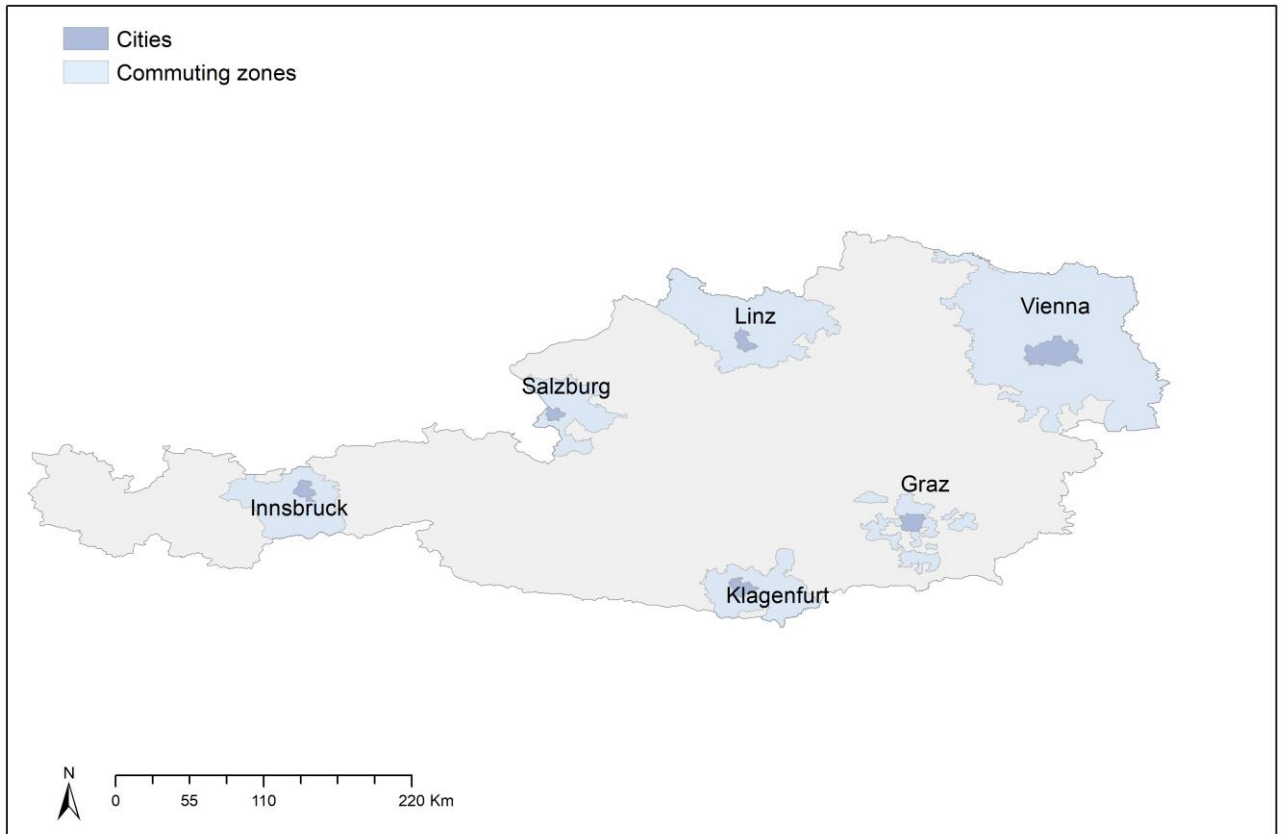 Cities
Commuting zones
Linz
Vienna
Salzburg
Graz
Innsbruck
Klagenfurt
N
0 55 110 220 Km